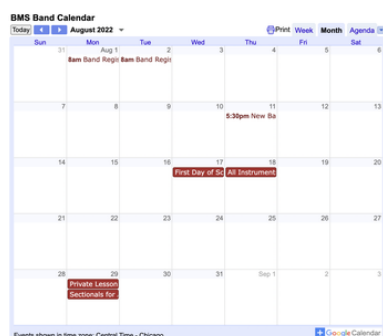 BMS Band Calendar
Today August 2022 Print Week Month Agenda
Sun Mon Tue Wed Thu Fri Sat
31 Aug 1 2 3 4 5 6
8am Band Regis 8am Band Regis
7 8 9 10 11 12 13
5:30pm New Ba
14 15 16 17 18 19 20
First Day of Sc All Instrument
21 22 23 24 25 26 27
28 29 30 31 Sep 1 2 3
Private Lesson
Sectionals for
Events shown in time zone: Central Time - Chicago
Google Calendar